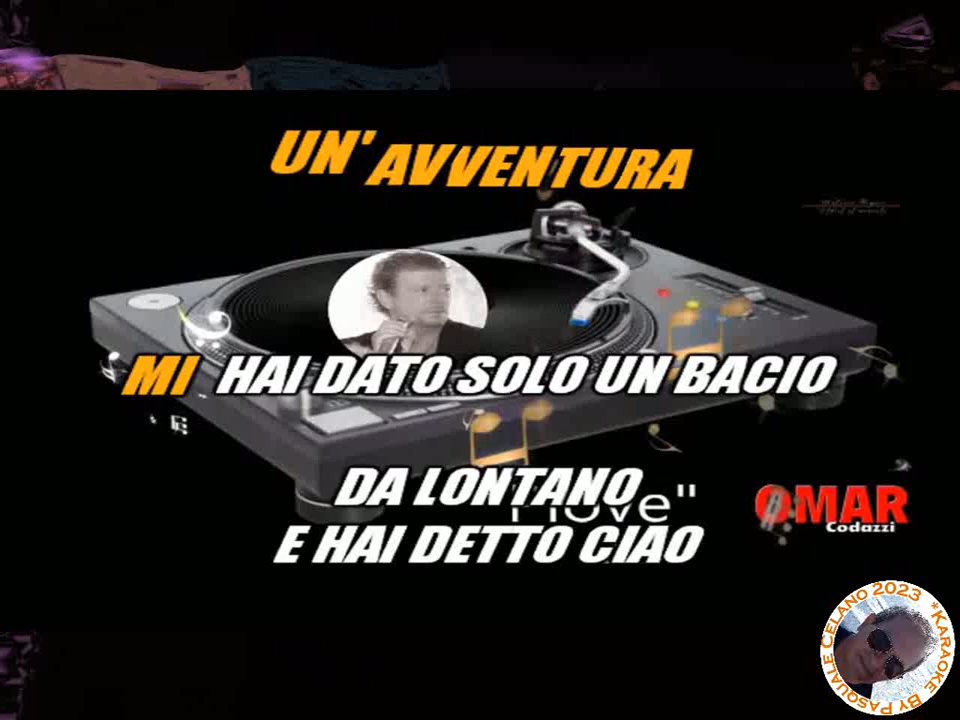 UN' AVVENTURA
MI HAI DATO SOLO UN BACIO
DA LONTANO
E HAI DETTO CIAO
OMAR
Codazzi
PASQUALE CELANO 2023 *KARAOKE BY